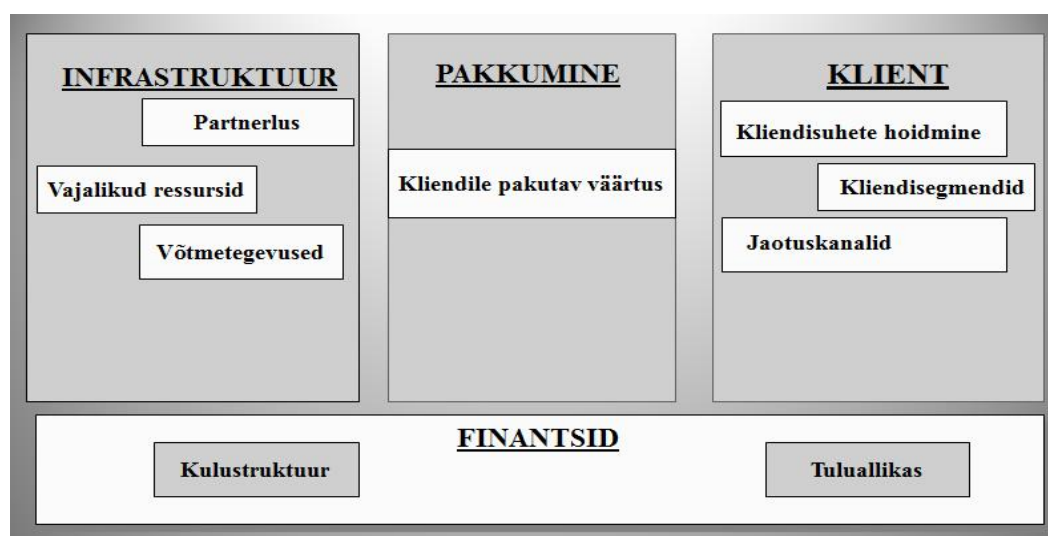 INFRASTRUKTUUR
Partnerlus
Vajalikud ressursid
Võtmetegevused
PAKKUMINE
Kliendile pakutav väärtus
KLIENT
Kliendisuhete hoidmine
Kliendisegmendid
Jaotuskanalid
FINANTSID
Kulustruktuur
Tuluallikas